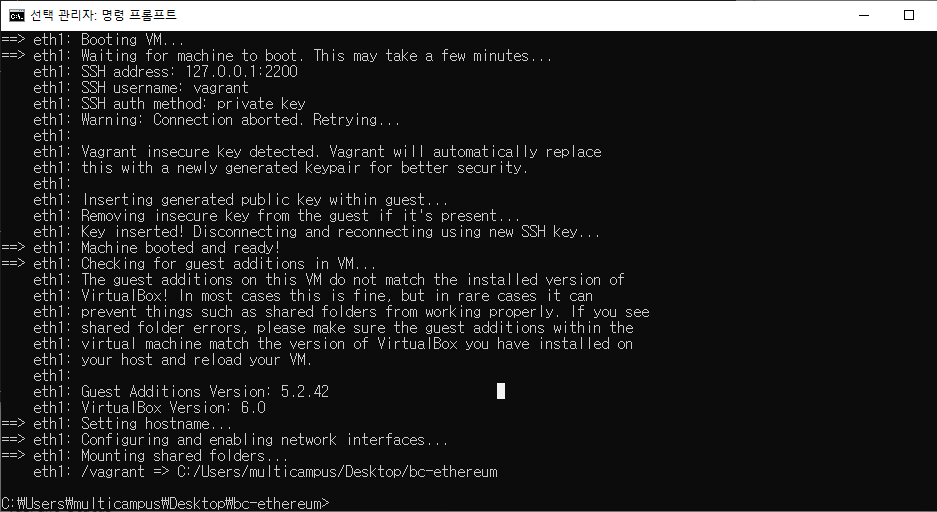 선택 관리자: 명령 프롬프트
==> eth1: Booting VM...
==> eth1: Waiting for machine to boot. This may take a few minutes...
    eth1: SSH address: 127.0.0.1:2200
    eth1: SSH username: vagrant
    eth1: SSH auth method: private key
    eth1: Warning: Connection aborted. Retrying...
    eth1:
    eth1: Vagrant insecure key detected. Vagrant will automatically replace
    eth1: this with a newly generated keypair for better security.
    eth1:
    eth1: Inserting generated public key within guest...
    eth1: Removing insecure key from the guest if it's present...
    eth1: Key inserted! Disconnecting and reconnecting using new SSH key...
==> eth1: Machine booted and ready!
==> eth1: Checking for guest additions in VM...
    eth1: The guest additions on this VM do not match the installed version of
    eth1: VirtualBox! In most cases this is fine, but in rare cases it can
    eth1: prevent things such as shared folders from working properly. If you see
    eth1: shared folder errors, please make sure the guest additions within the
    eth1: virtual machine match the version of VirtualBox you have installed on
    eth1: your host and reload your VM.
    eth1:
    eth1: Guest Additions Version: 5.2.42
    eth1: VirtualBox Version: 6.0
==> eth1: Setting hostname...
==> eth1: Configuring and enabling network interfaces...
==> eth1: Mounting shared folders...
    eth1: /vagrant => C:/Users/multicampus/Desktop/bc-ethereum
C:₩Users₩multicampus₩Desktop₩bc-ethereum>